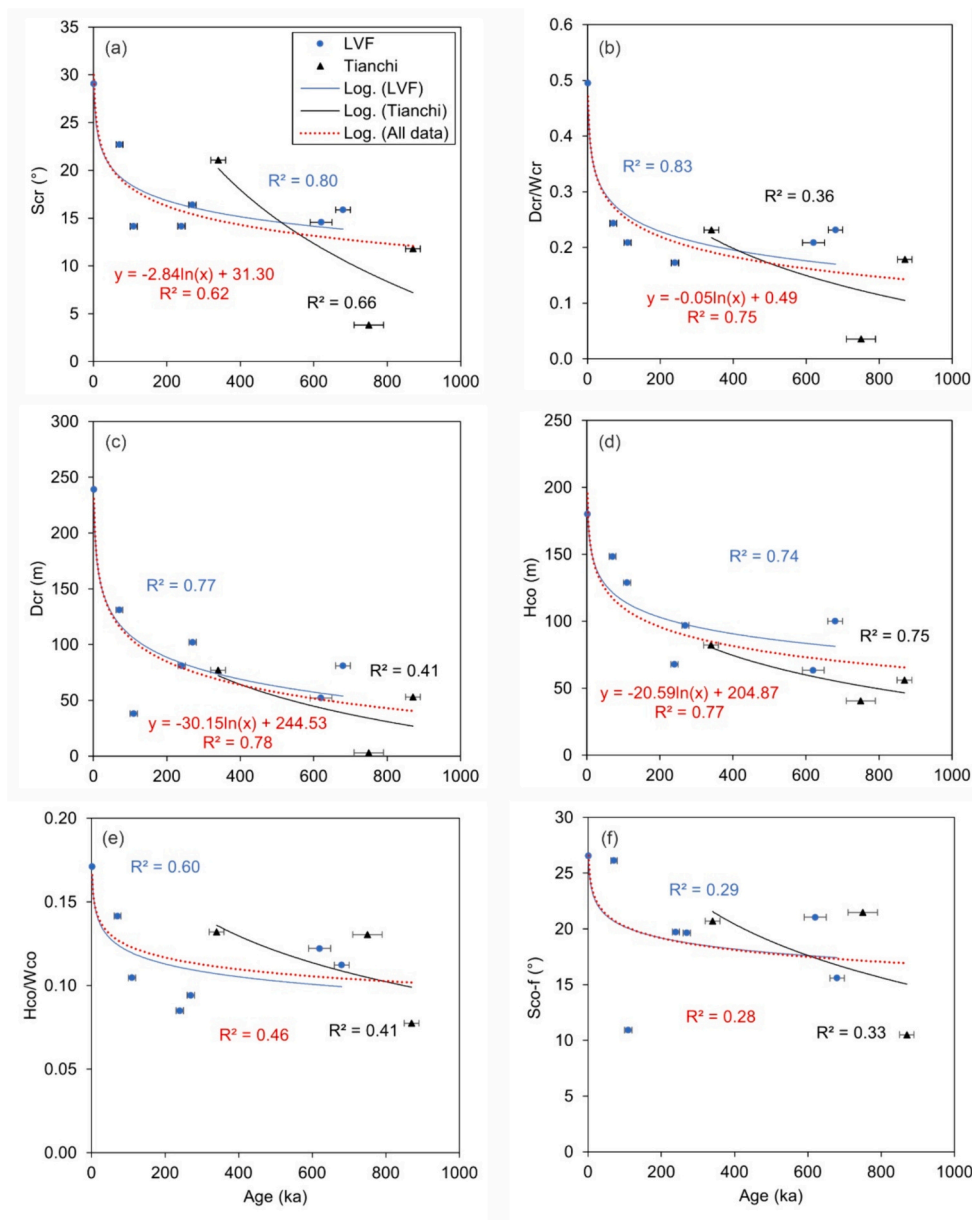 (a)
LVF
Tianchi
Log. (LVF)
Log. (Tianchi)
Log. (All data)
R² = 0.80
y = -2.84ln(x) + 31.30
R² = 0.62
R² = 0.66
Scr (°)
35
30
25
20
15
10
5
0
0 200 400 600 800 1000
(b)
R² = 0.83
R² = 0.36
y = -0.05ln(x) + 0.49
R² = 0.75
Dcr/Wcr
0.6
0.5
0.4
0.3
0.2
0.1
0.0
0 200 400 600 800 1000
(c)
R² = 0.77
R² = 0.41
y = -30.15ln(x) + 244.53
R² = 0.78
Dcr (m)
300
250
200
150
100
50
0
0 200 400 600 800 1000
(d)
R² = 0.74
R² = 0.75
y = -20.59ln(x) + 204.87
R² = 0.77
Hco (m)
250
200
150
100
50
0
0 200 400 600 800 1000
(e)
R² = 0.60
R² = 0.46
R² = 0.41
Hco/Wco
0.20
0.15
0.10
0.05
0.00
0 200 400 600 800 1000
Age (ka)
(f)
R² = 0.29
R² = 0.28
R² = 0.33
Sco-f (°)
30
25
20
15
10
5
0
0 200 400 600 800 1000
Age (ka)